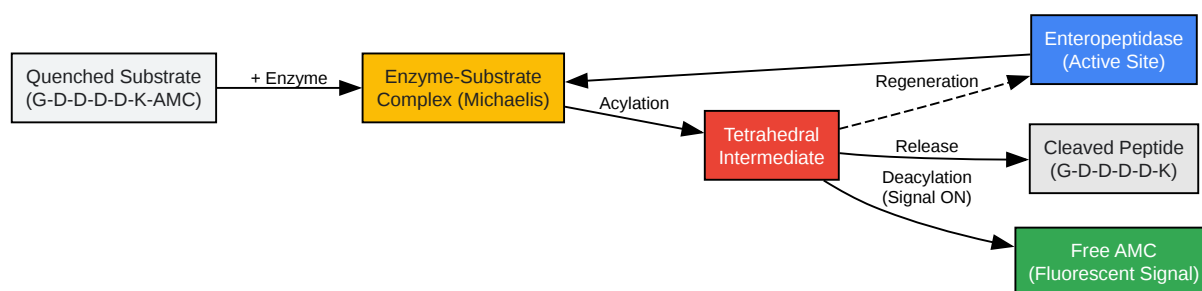 Quenched Substrate
(G-D-D-D-D-K-AMC)
+ Enzyme
Enzyme-Substrate
Complex (Michaelis)
Acylation
Tetrahedral
Intermediate
Regeneration
Enteropeptidase
(Active Site)
Release
Cleaved Peptide
(G-D-D-D-D-K)
Deacylation
(Signal ON)
Free AMC
(Fluorescent Signal)